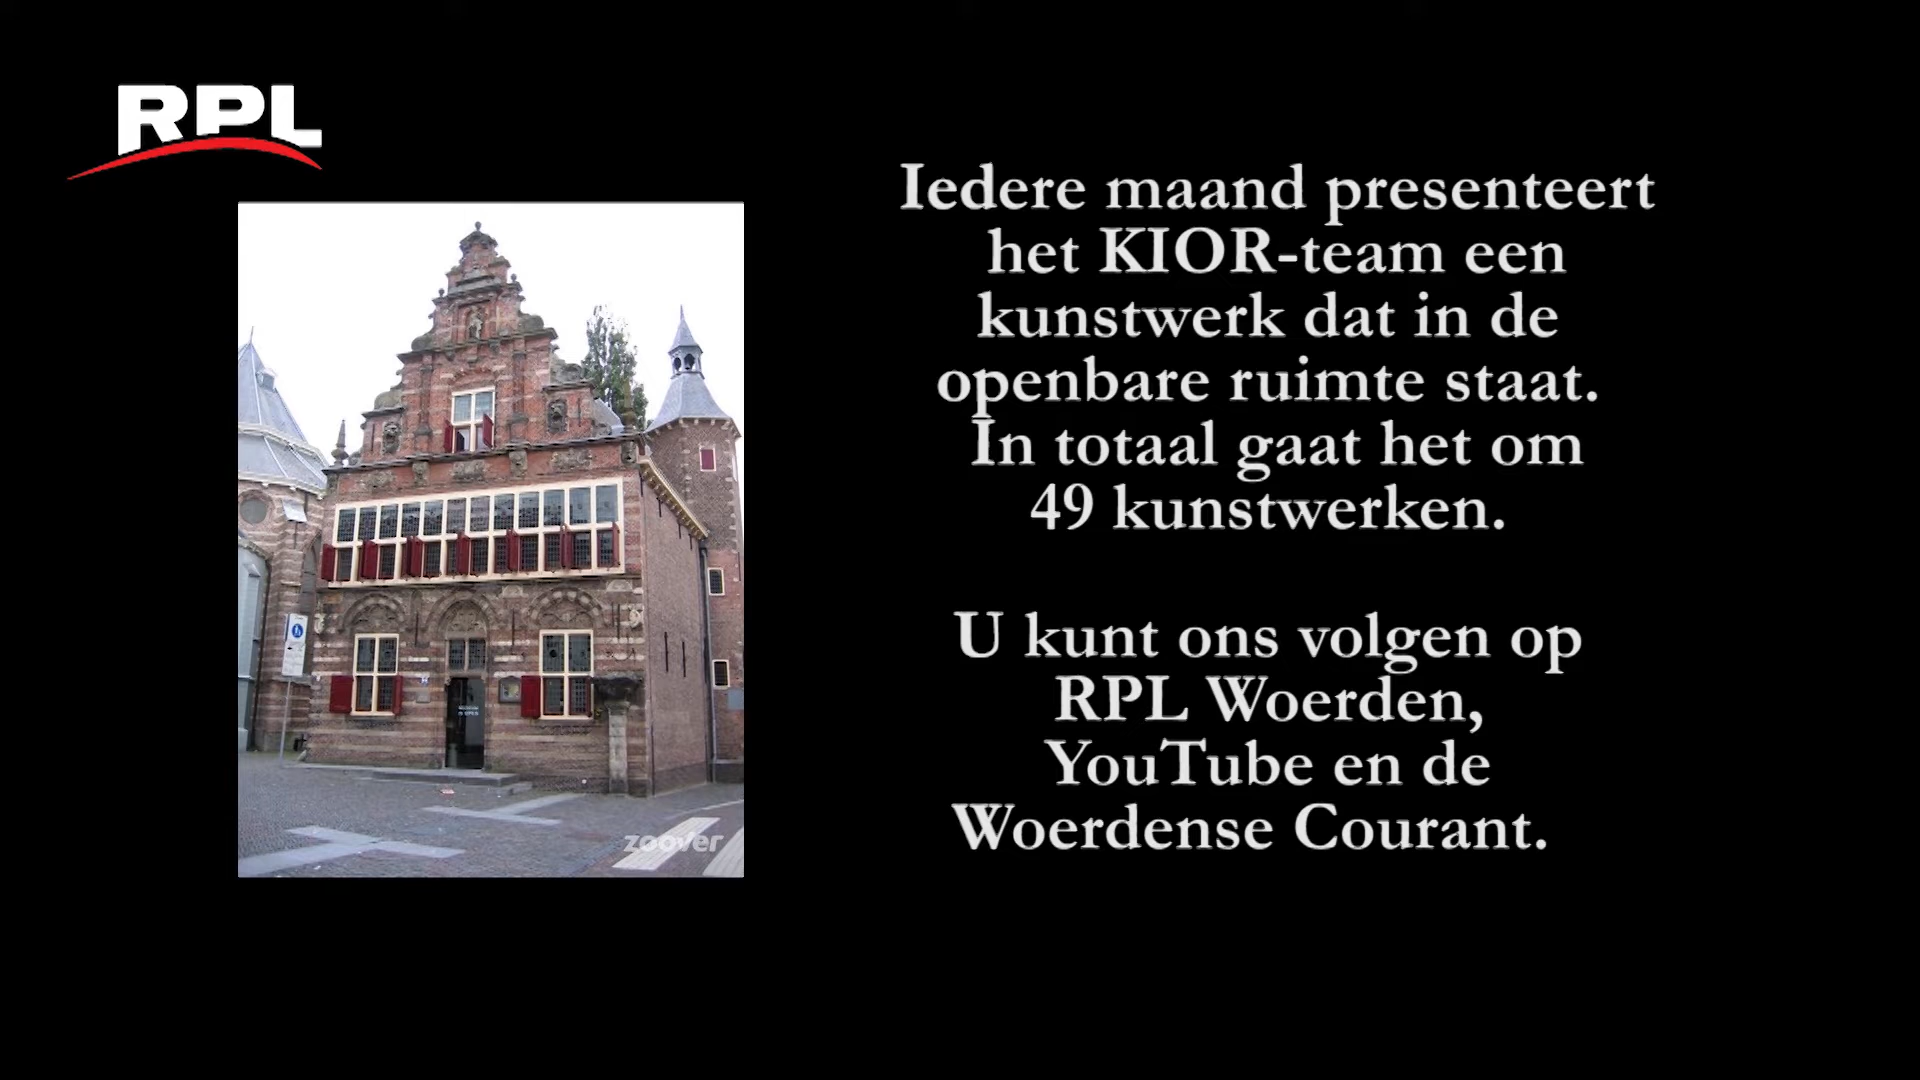 RPL
Iedere maand presenteert
het KIOR-team een
kunstwerk dat in de
openbare ruimte staat.
In totaal gaat het om
49 kunstwerken.
U kunt ons volgen op
RPL Woerden,
YouTube en de
Woerdense Courant.
zoover